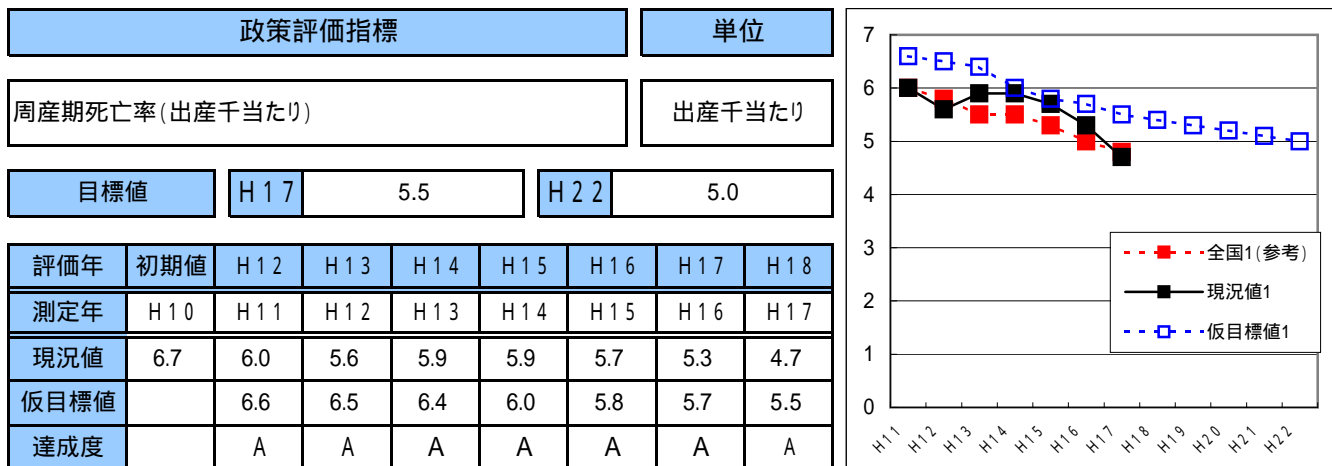 政策評価指標 単位
周産期死亡率(出産千当たり) 出産千当たり
目標値 H17 5.5 H22 5.0
評価年 初期値 H12 H13 H14 H15 H16 H17 H18
測定年 H10 H11 H12 H13 H14 H15 H16 H17
現況値 6.7 6.0 5.6 5.9 5.9 5.7 5.3 4.7
仮目標値 6.6 6.5 6.4 6.0 5.8 5.7 5.5
達成度 A A A A A A A
7
6
5
4
3
2
1
0
全国1(参考)
現況値1
仮目標値1
H11 H12 H13 H14 H15 H16 H17 H18 H19 H20 H21 H22